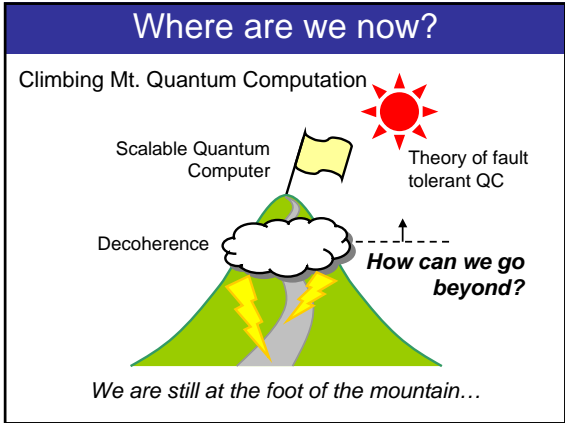 Where are we now?
Climbing Mt. Quantum Computation
Scalable Quantum
Computer
Theory of fault
tolerant QC
Decoherence
How can we go
beyond?
We are still at the foot of the mountain…